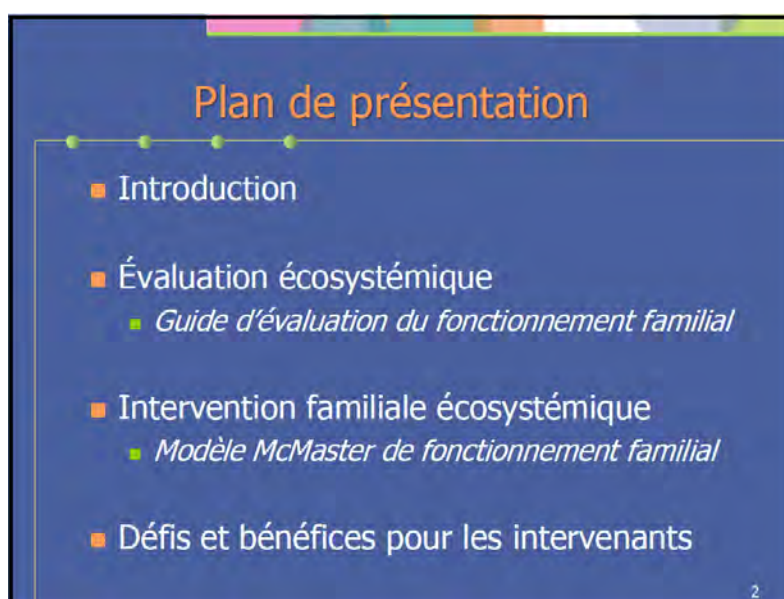 Plan de présentation
Introduction
Évaluation écosystémique
Guide d'évaluation du fonctionnement familial
Intervention familiale écosystémique
Modèle McMaster de fonctionnement familial
Défis et bénéfices pour les intervenants
2